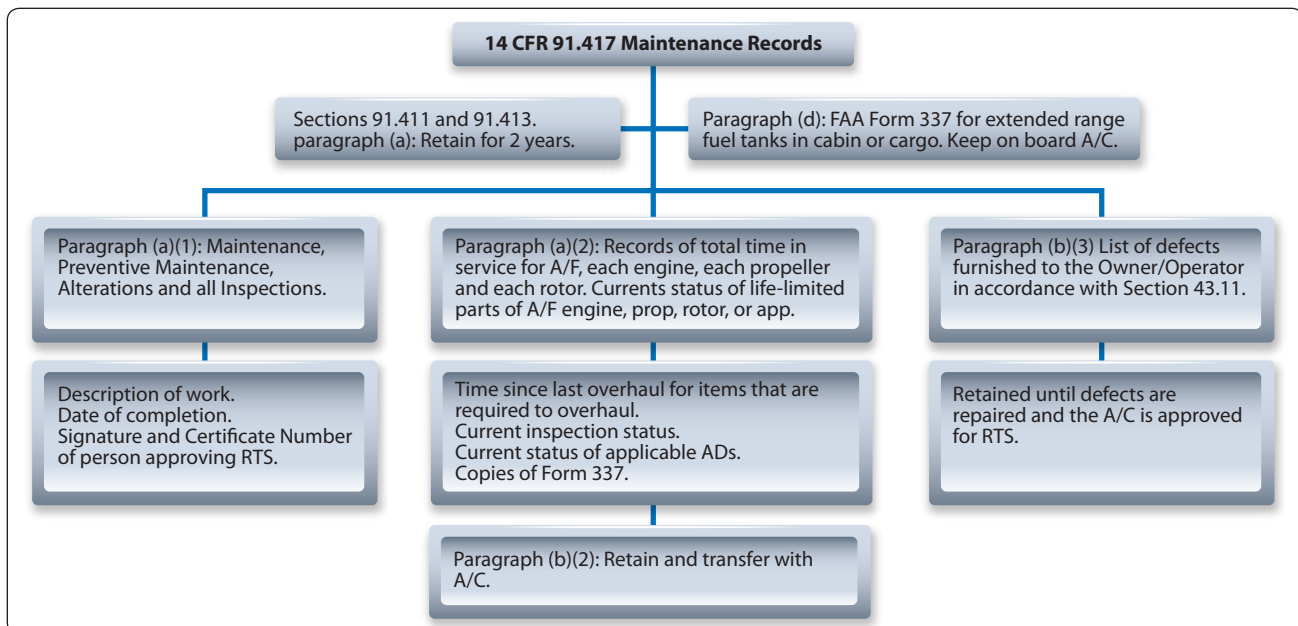 14 CFR 91.417 Maintenance Records
Sections 91.411 and 91.413.
paragraph (a): Retain for 2 years.
Paragraph (d): FAA Form 337 for extended range
fuel tanks in cabin or cargo. Keep on board A/C.
Paragraph (a)(1): Maintenance,
Preventive Maintenance,
Alterations and all Inspections.
Paragraph (a)(2): Records of total time in
service for A/F, each engine, each propeller
and each rotor. Currents status of life-limited
parts of A/F engine, prop, rotor, or app.
Paragraph (b)(3) List of defects
furnished to the Owner/Operator
in accordance with Section 43.11.
Description of work.
Date of completion.
Signature and Certificate Number
of person approving RTS.
Time since last overhaul for items that are
required to overhaul.
Current inspection status.
Current status of applicable ADs.
Copies of Form 337.
Retained until defects are
repaired and the A/C is approved
for RTS.
Paragraph (b)(2): Retain and transfer with
A/C.